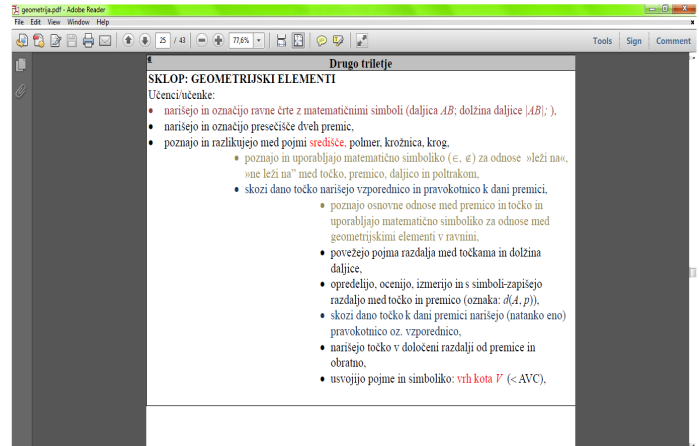 geometrija.pdf - Adobe Reader
File Edit View Window Help
25 / 43 77,6% Tools Sign Comment
Drugo triletje
SKLOP: GEOMETRIJSKI ELEMENTI
Učenci/učenke:
• narišejo in označijo ravne črte z matematičnimi simboli (daljica AB; dolžina daljice |AB|; ),
• narišejo in označijo presečišče dveh premic,
• poznajo in razlikujejo med pojmi središče, polmer, krožnica, krog,
• poznajo in uporabljajo matematično simboliko (∈, ∉) za odnose »leži na«,
»ne leži na” med točko, premico, daljico in poltrakom,
• skozi dano točko narišejo vzporednico in pravokotnico k dani premici,
• poznajo osnovne odnose med premico in točko in
uporabljajo matematično simboliko za odnose med
geometrijskimi elementi v ravnini,
• povežejo pojma razdalja med točkama in dolžina
daljice,
• opredelijo, ocenijo, izmerijo in s simboli-zapišejo
razdaljo med točko in premico (oznaka: d(A, p)),
• skozi dano točko k dani premici narišejo (natanko eno)
pravokotnico oz. vzporednico,
• narišejo točko v določeni razdalji od premice in
obratno,
• usvojijo pojme in simboliko: vrh kota V (< AVC),